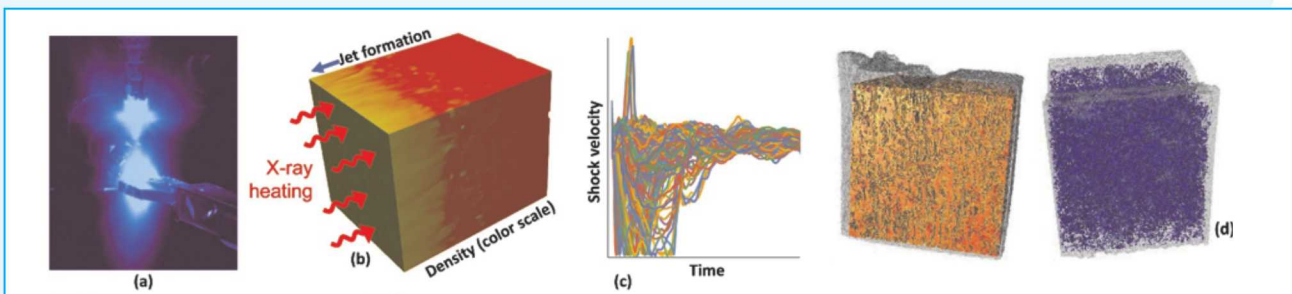 (a)
Jet formation
X-ray
heating
(b)
Density (color scale)
Shock velocity
(c)
Time
(d)